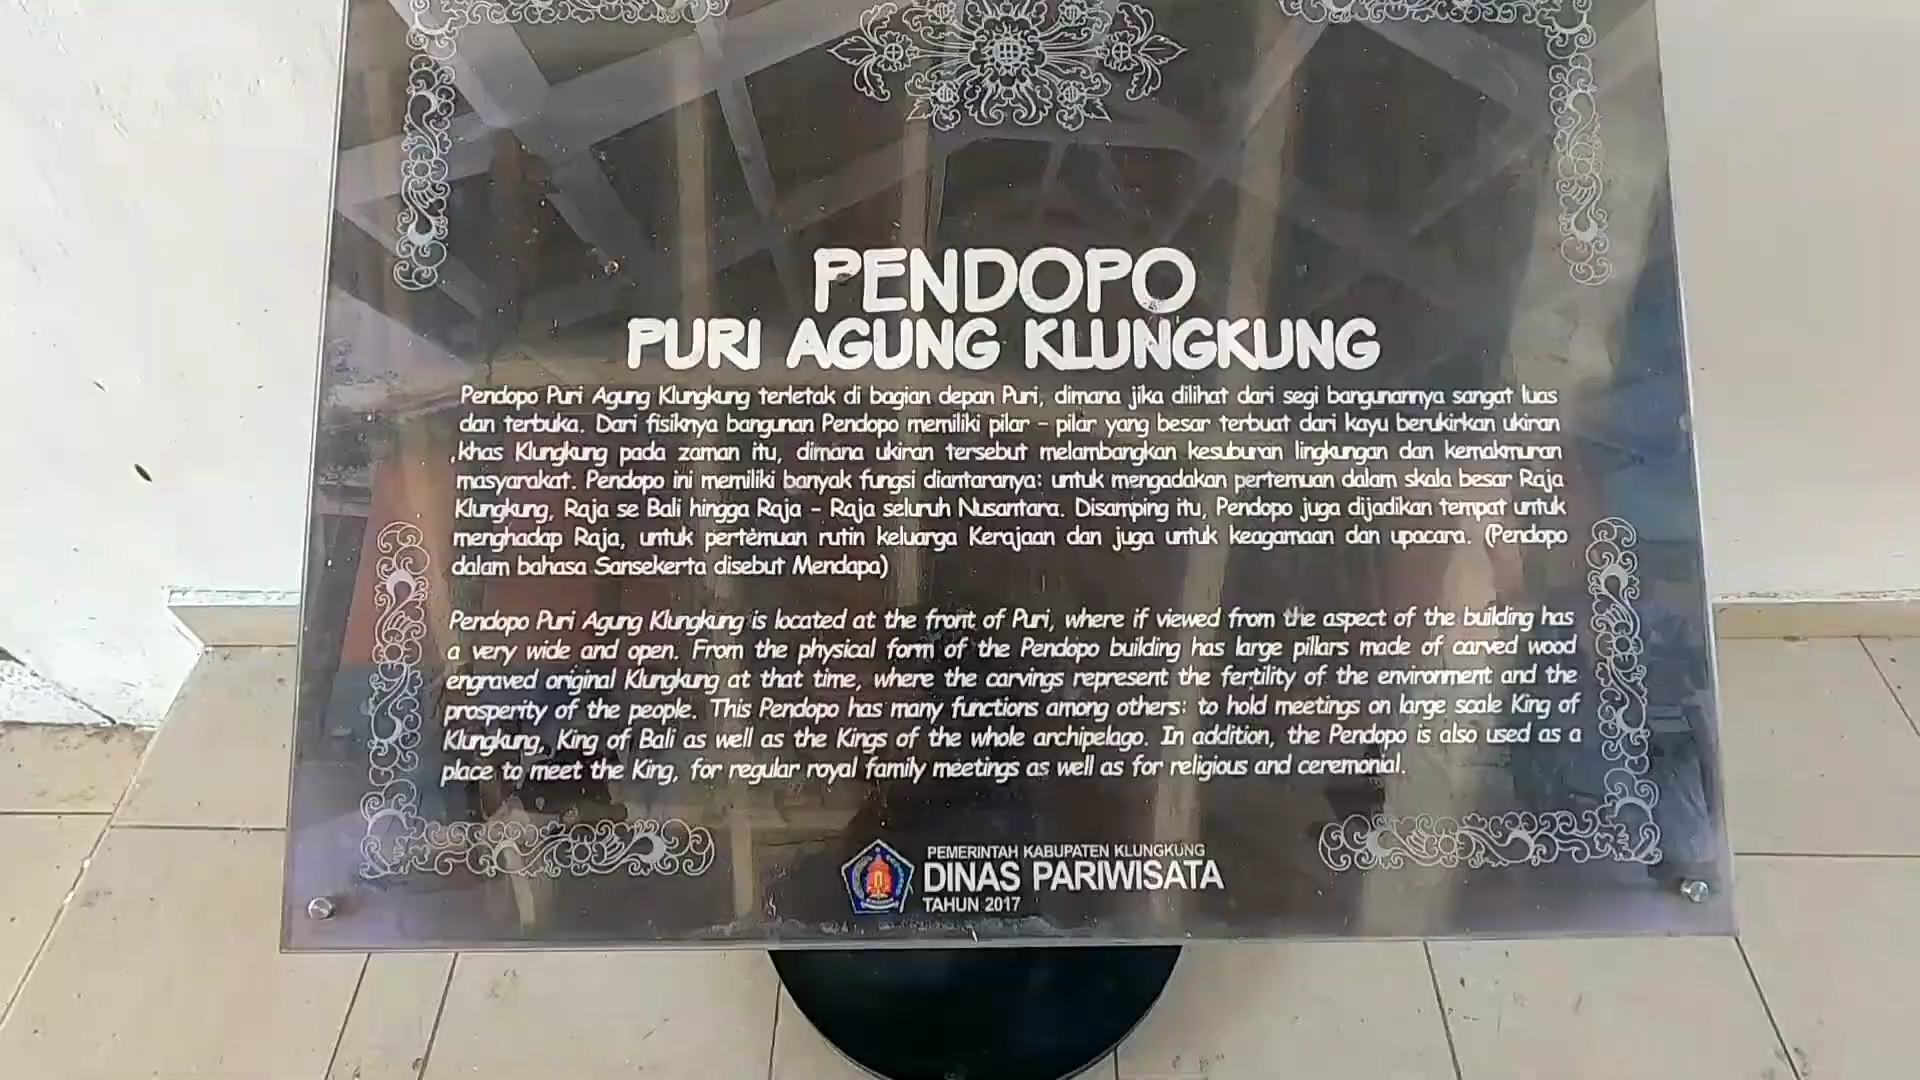 PENDOPO
PURI AGUNG KLUNGKUNG
Pendopo Puri Agung Klungkung terletak di bagian depan Puri, dimana jika dilihat dari segi bangunannya sangat luas
dan terbuka. Dari fisiknya bangunan Pendopo memiliki pilar - pilar yang besar terbuat dari kayu berukirkan ukiran
,khas Klungkung pada zaman itu, dimana ukiran tersebut melambangkan kesuburan lingkungan dan kemakmuran
masyarakat. Pendopo ini memiliki banyak fungsi diantaranya: untuk mengadakan pertemuan dalam skala besar Raja
Klungkung, Raja se Bali hingga Raja - Raja seluruh Nusantara. Disamping itu, Pendopo juga dijadikan tempat untuk
menghadap Raja, untuk pertemuan rutin keluarga Kerajaan dan juga untuk keagamaan dan upacara. (Pendopo
dalam bahasa Sansekerta disebut Mendapa)
Pendopo Puri Agung Klungkung is located at the front of Puri, where if viewed from the aspect of the building has
a very wide and open. From the physical form of the Pendopo building has large pillars made of carved wood
engraved original Klungkung at that time, where the carvings represent the fertility of the environment and the
prosperity of the people. This Pendopo has many functions among others: to hold meetings on large scale King of
Klungkung, King of Bali as well as the Kings of the whole archipelago. In addition, the Pendopo is also used as a
place to meet the King, for regular royal family meetings as well as for religious and ceremonial.
PEMERINTAH KABUPATEN KLUNGKUNG
DINAS PARIWISATA
TAHUN 2017